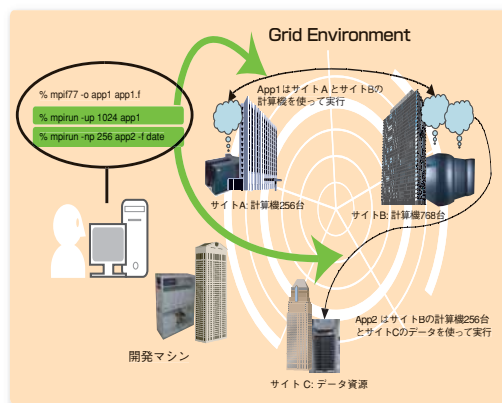 Grid Environment
% mpif77 -o app1 app1.f
% mpirun -up 1024 app1
% mpirun -np 256 app2 -f date
App1はサイトAとサイトBの
計算機を使って実行
サイトA: 計算機256台
サイトB: 計算機768台
App2 はサイトBの計算機256台
とサイトCのデータを使って実行
開発マシン
サイト C: データ資源